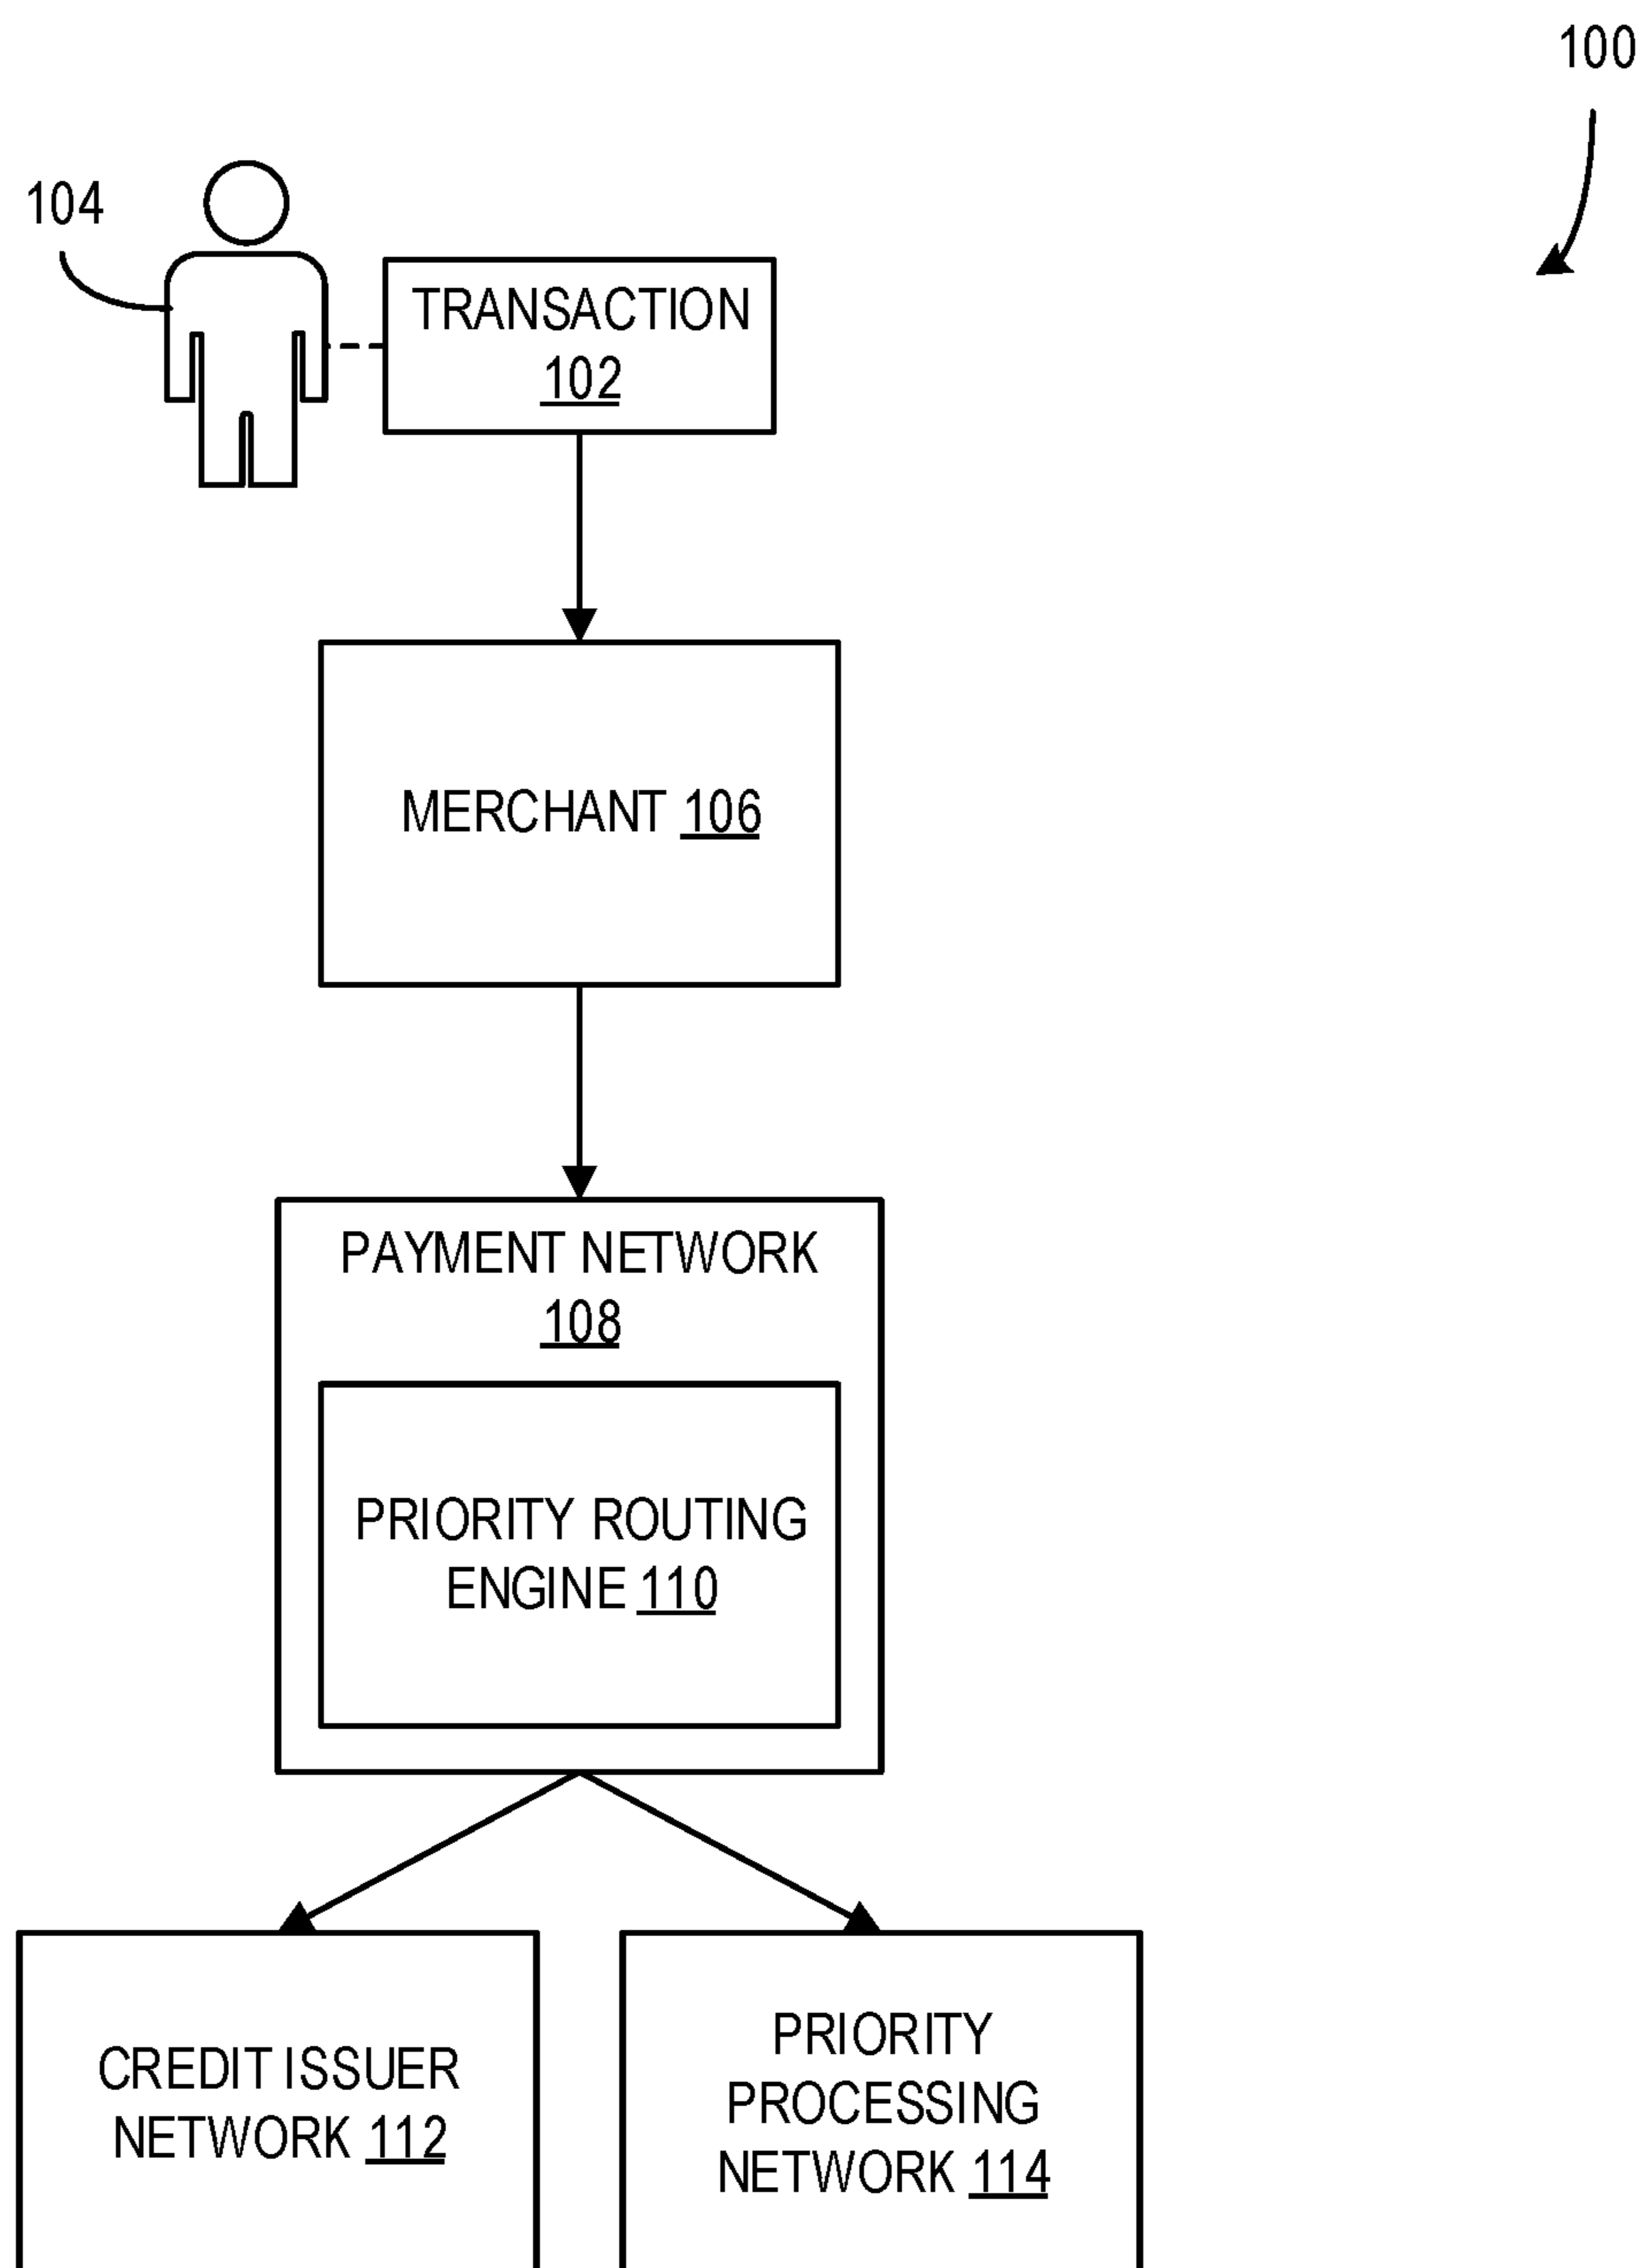 100
104
TRANSACTION
102
MERCHANT 106
PAYMENT NETWORK
108
PRIORITY ROUTING
ENGINE 110
CREDIT ISSUER
NETWORK 112
PRIORITY
PROCESSING
NETWORK 114